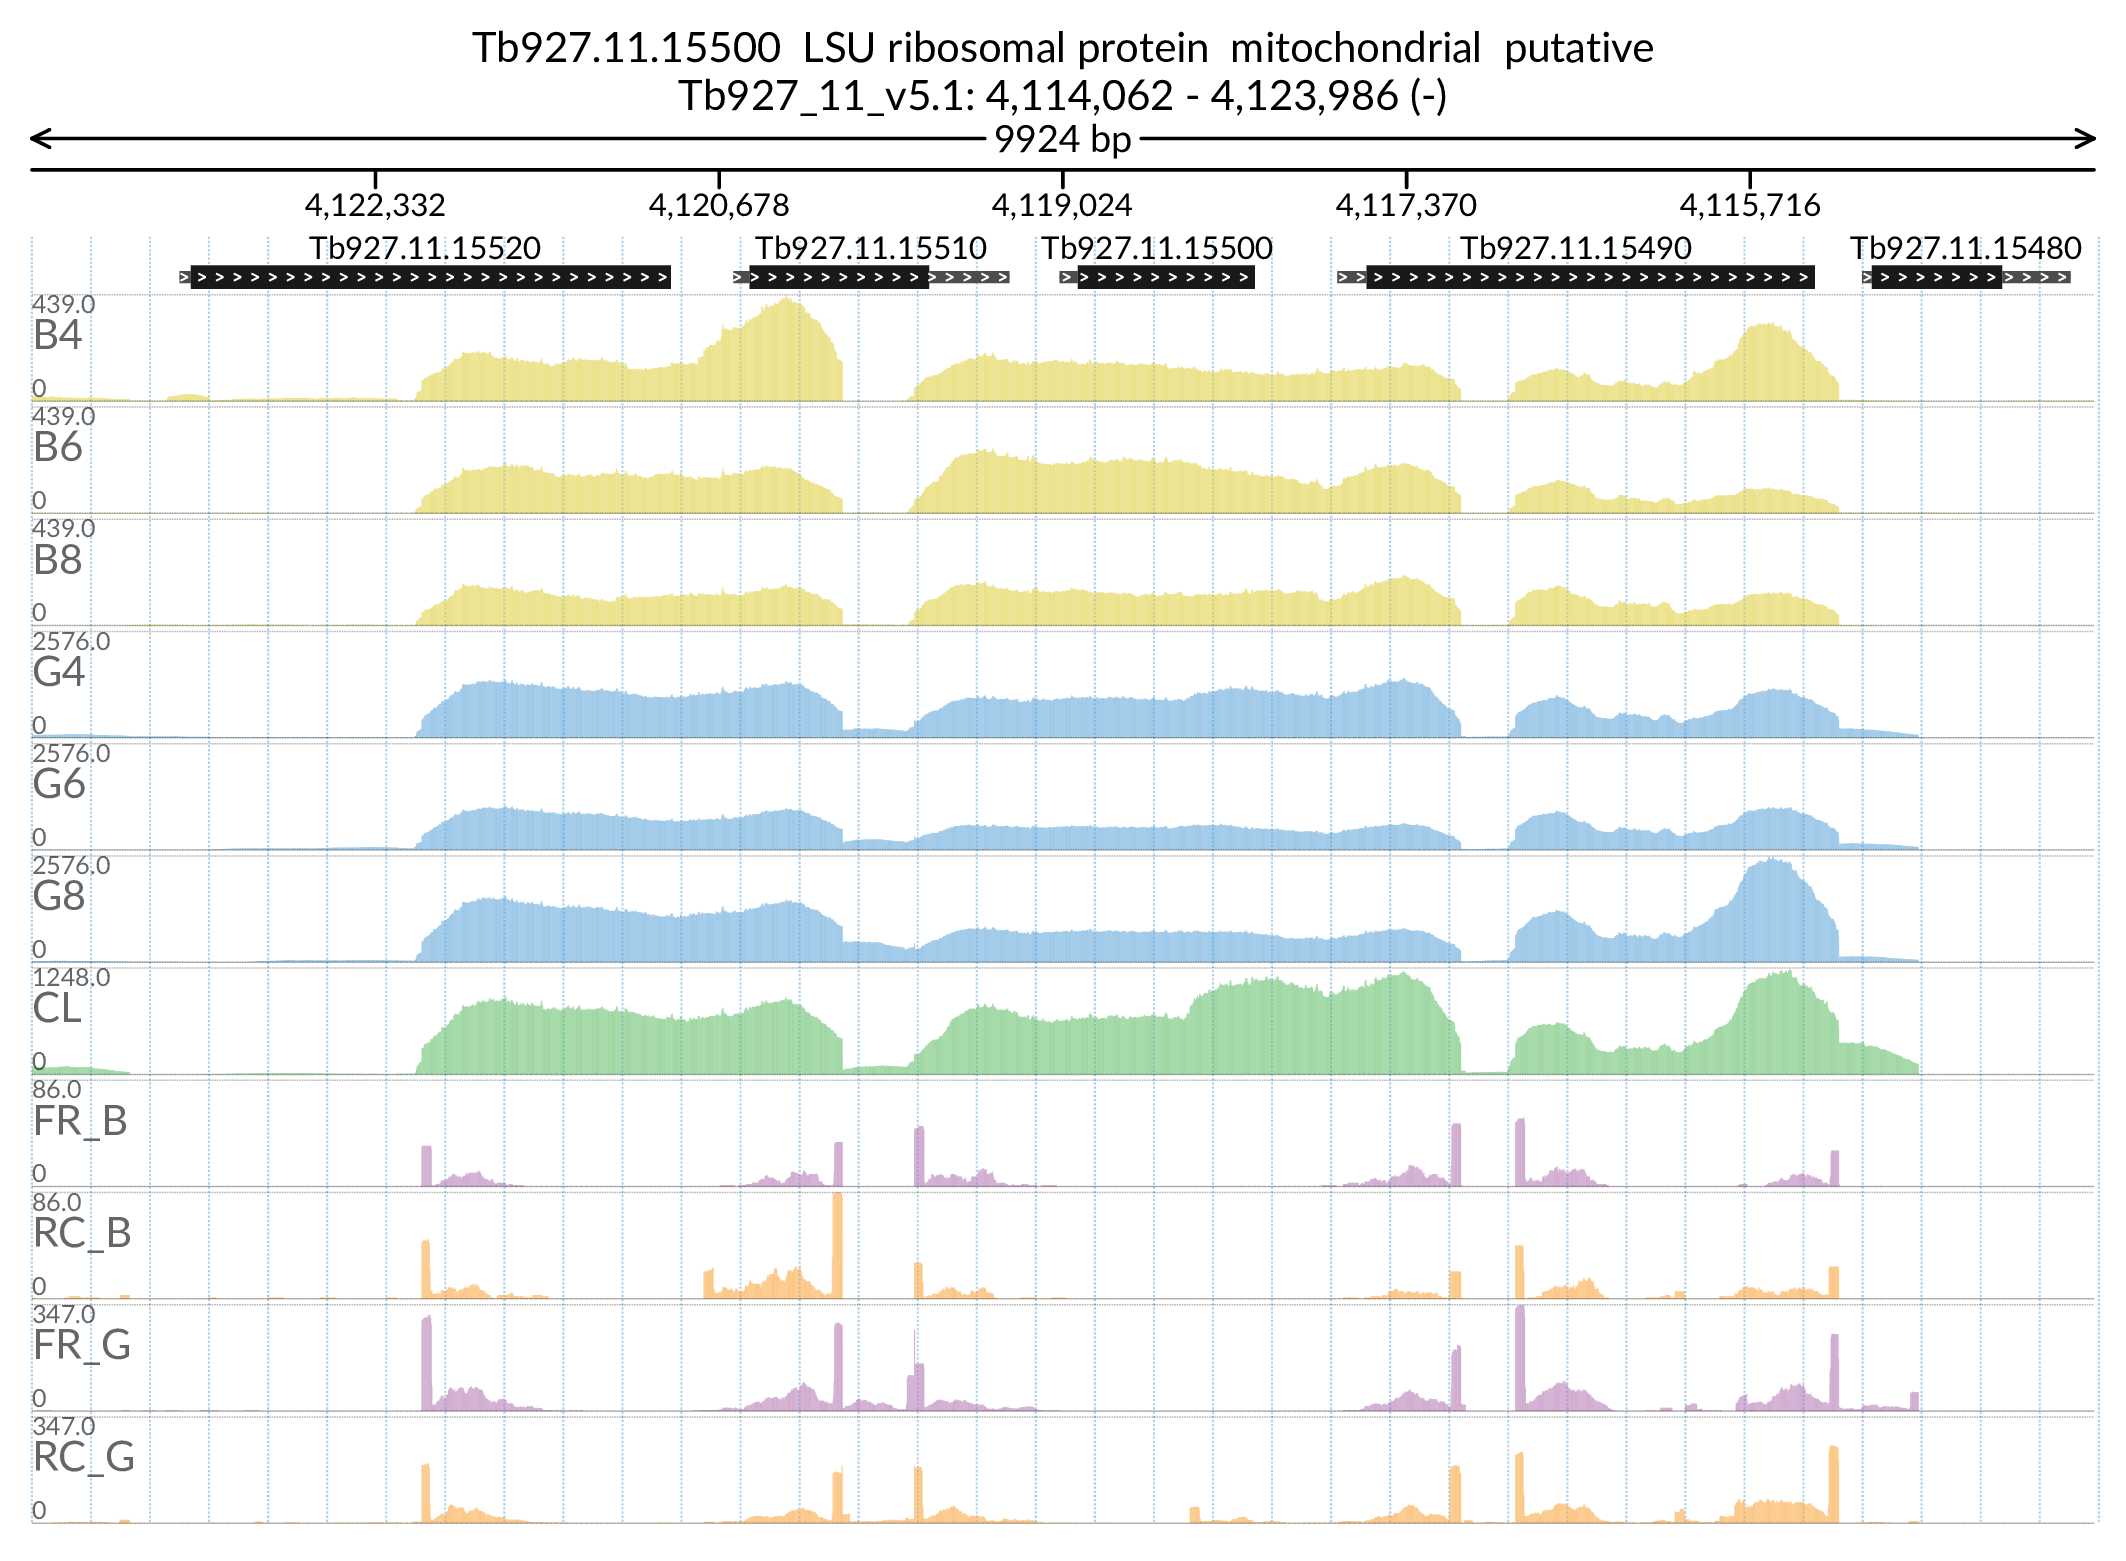 Tb927.11.15500 LSU ribosomal protein mitochondrial putative
Tb927_11_v5.1: 4,114,062 - 4,123,986 (-)
9924 bp
4,122,332 4,120,678 4,119,024 4,117,370 4,115,716
Tb927.11.15520 Tb927.11.15510 Tb927.11.15500 Tb927.11.15490 Tb927.11.15480
439.0
B4
0
439.0
B6
0
439.0
B8
0
2576.0
G4
0
2576.0
G6
0
2576.0
G8
0
1248.0
CL
0
86.0
FR_B
0
86.0
RC_B
0
347.0
FR_G
0
347.0
RC_G
0